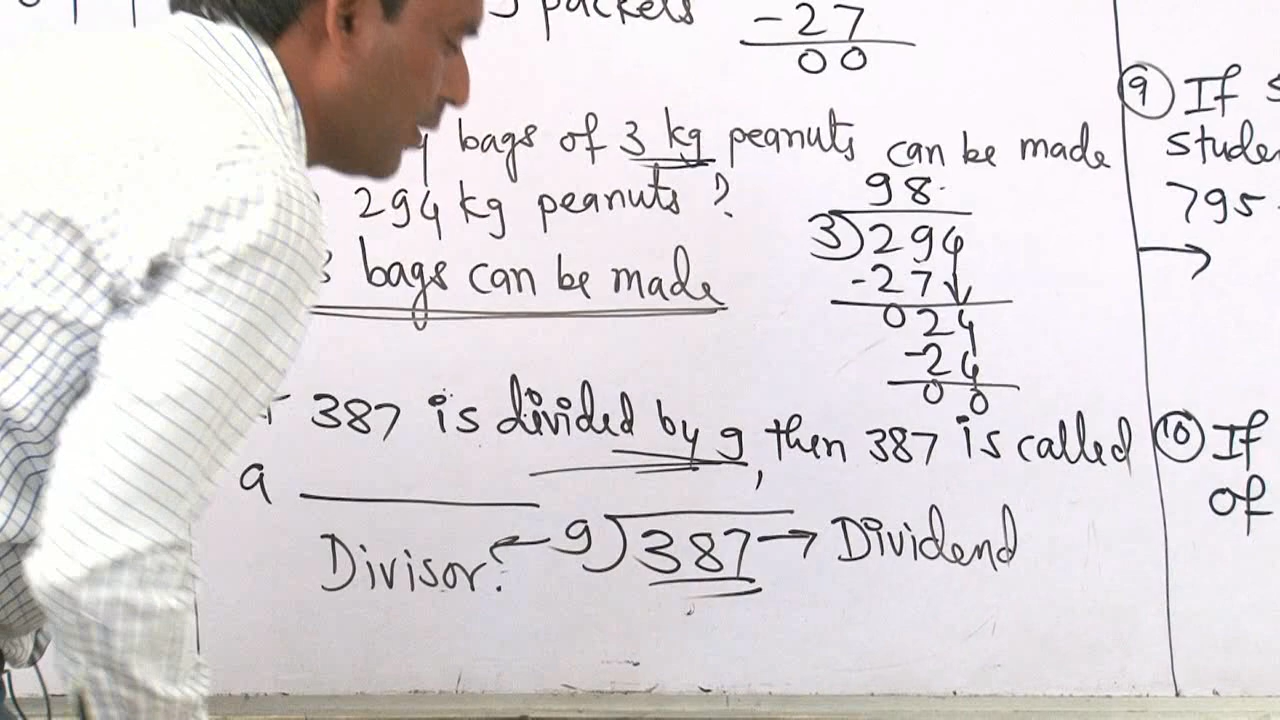 packets
-27
00
bags of 3 kg peanuts can be made
294 kg peanuts?
bags can be made
98
3)294
-27
024
-24
00
387 is divided by 9, then 387 is called
a
9)387 → Dividend
Divisor.
9 If
795
→
10 If
of